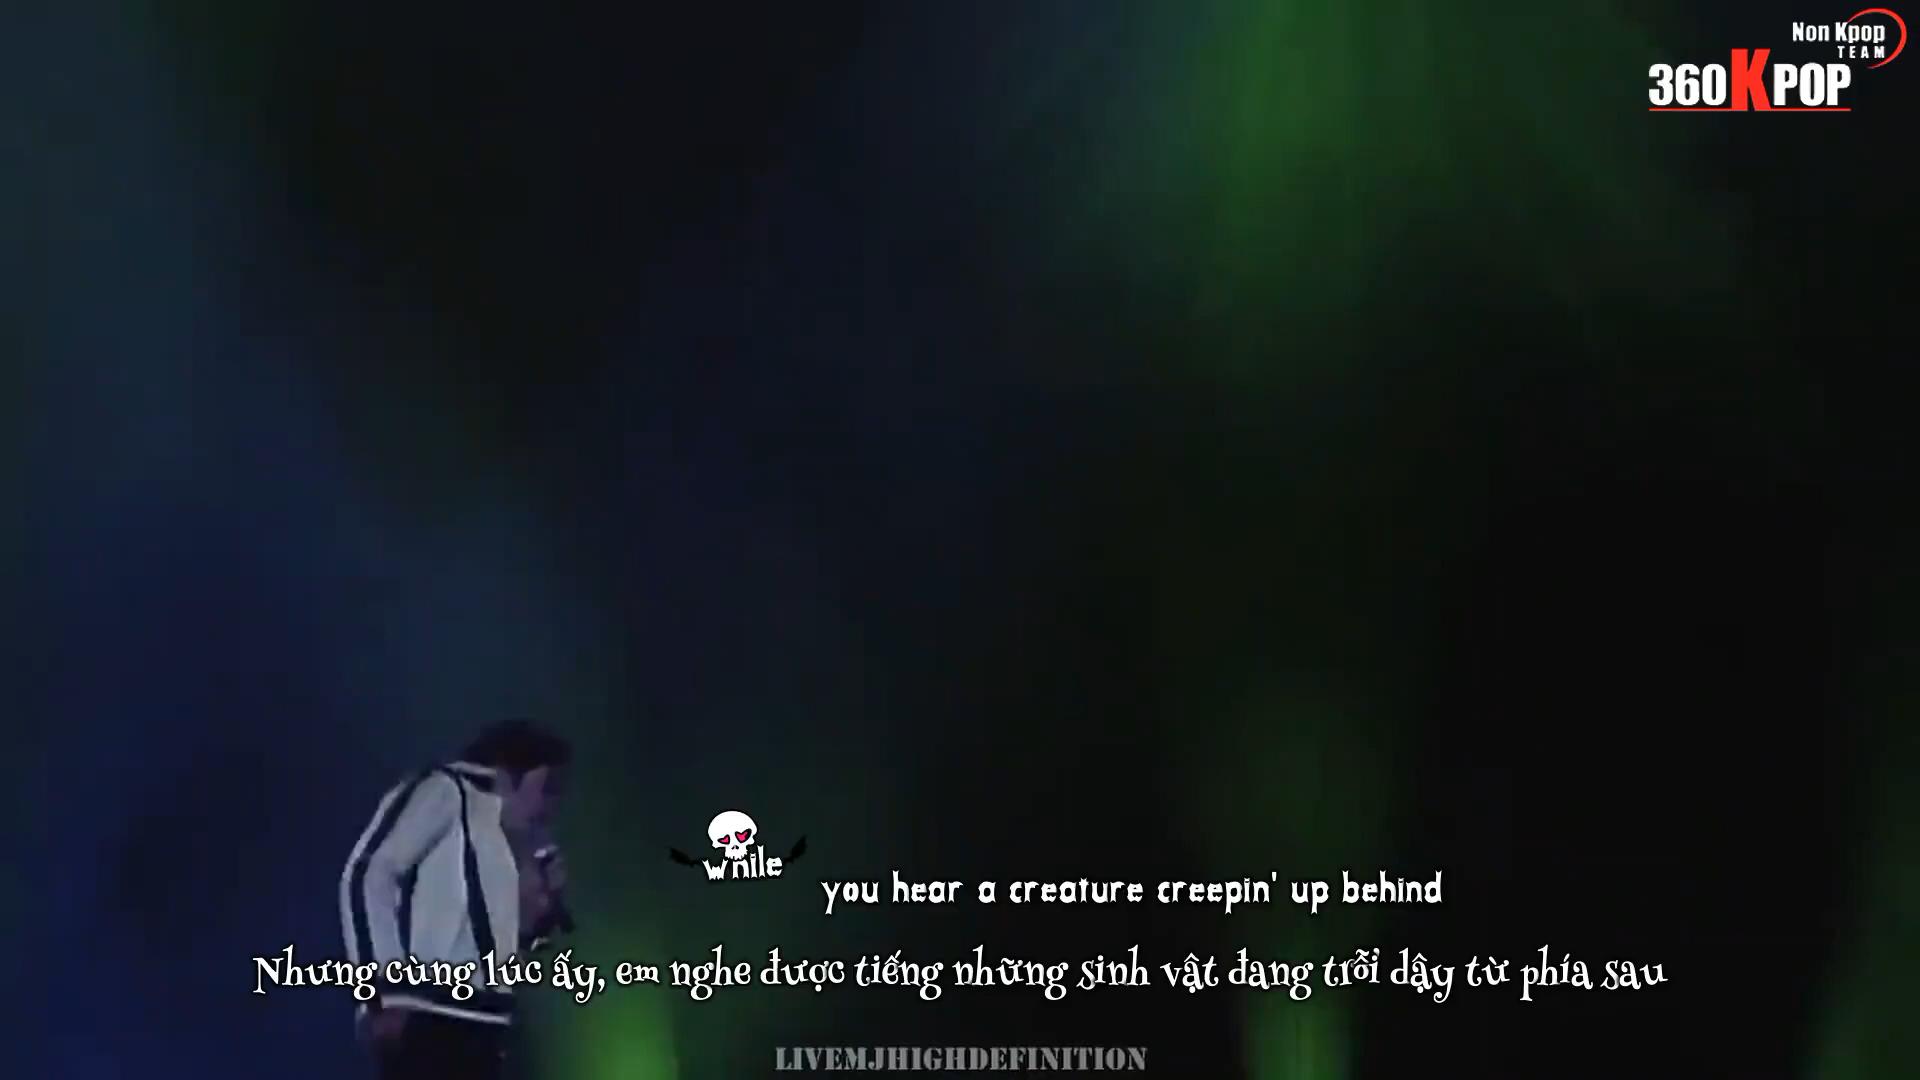 Non Kpop
TEAM
360KPOP
while you hear a creature creepin' up behind
Nhưng cùng lúc ấy, em nghe được tiếng những sinh vật đang trỗi dậy từ phía sau
LIVEMJHIGHDEFINITION